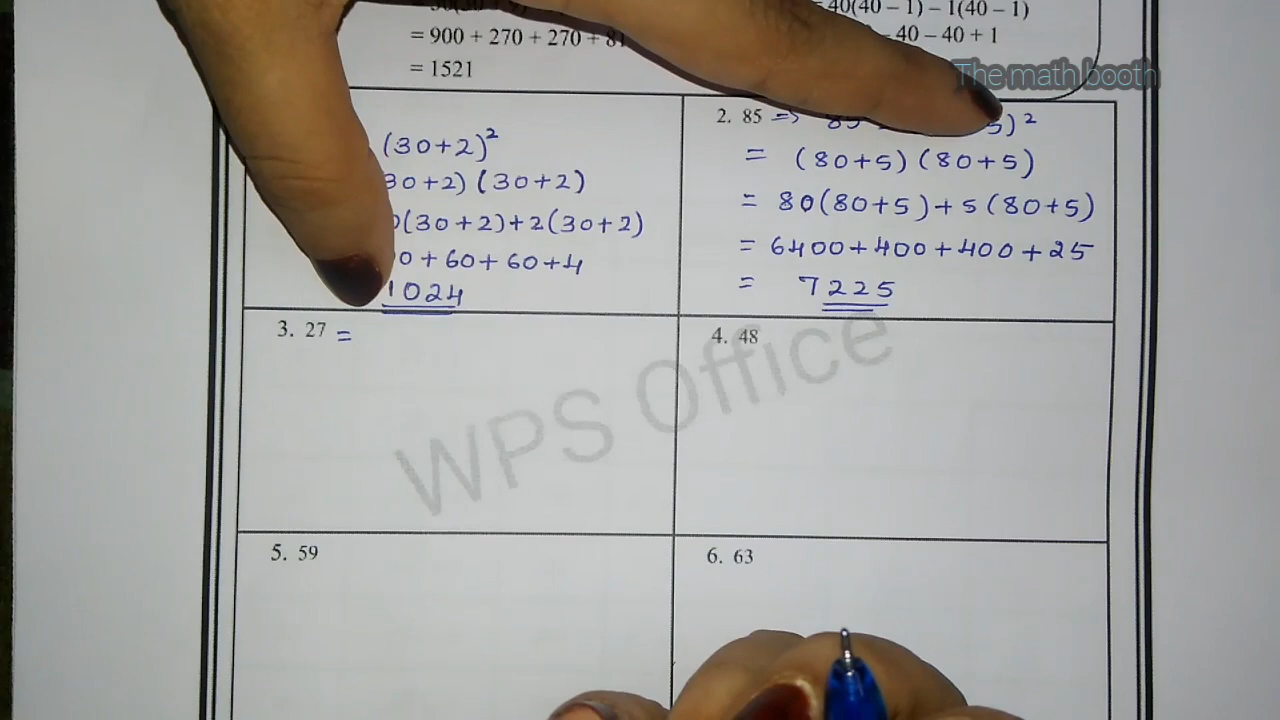 = 40(40 – 1) – 1(40 – 1)
= 900 + 270 + 270 + 81
– 40 – 40 + 1
= 1521
The math booth
(30+2)²
30+2) (30+2)
(30+2)+2(30+2)
0 + 60 + 60 + 4
1024
2. 85 ⇒ 5)²
= (80+5) (80+5)
= 80(80+5)+5(80+5)
= 6400+400+400+25
= 7225
3. 27 =
4. 48
WPS Office
5. 59
6. 63